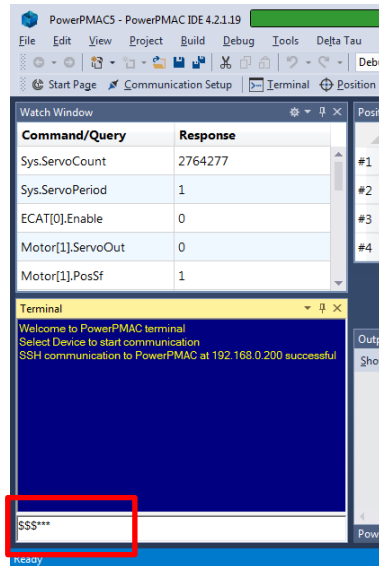 PowerPMAC5 - PowerPMAC IDE 4.2.1.19
File Edit View Project Build Debug Tools Delta Tau
Start Page Communication Setup Terminal Position
Watch Window
Command/Query Response
Sys.ServoCount 2764277
Sys.ServoPeriod 1
ECAT[0].Enable 0
Motor[1].ServoOut 0
Motor[1].PosSf 1
#1
#2
#3
#4
Terminal
Welcome to PowerPMAC terminal
Select Device to start communication
SSH communication to PowerPMAC at 192.168.0.200 successful
$$$***
Ready